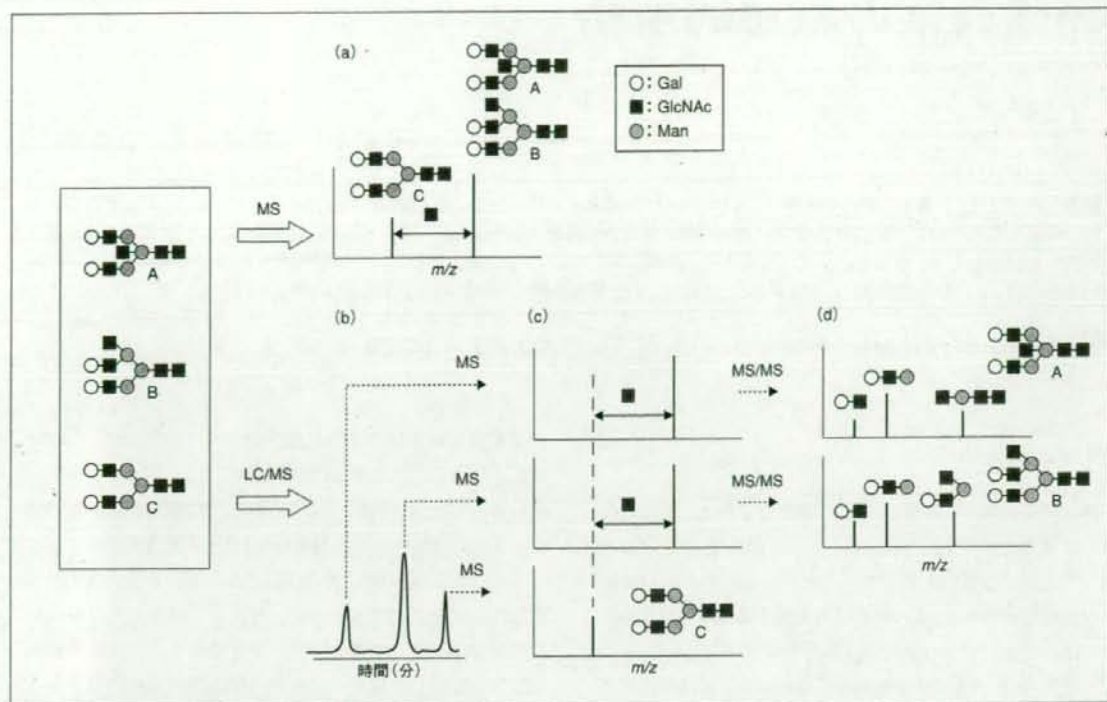 (a)
A
B
C
m/z
○: Gal
■: GlcNAc
●: Man
A
B
C
MS
LC/MS
(b)
MS
MS
MS
時間(分)
(c)
C
m/z
MS/MS
MS/MS
(d)
A
B
m/z